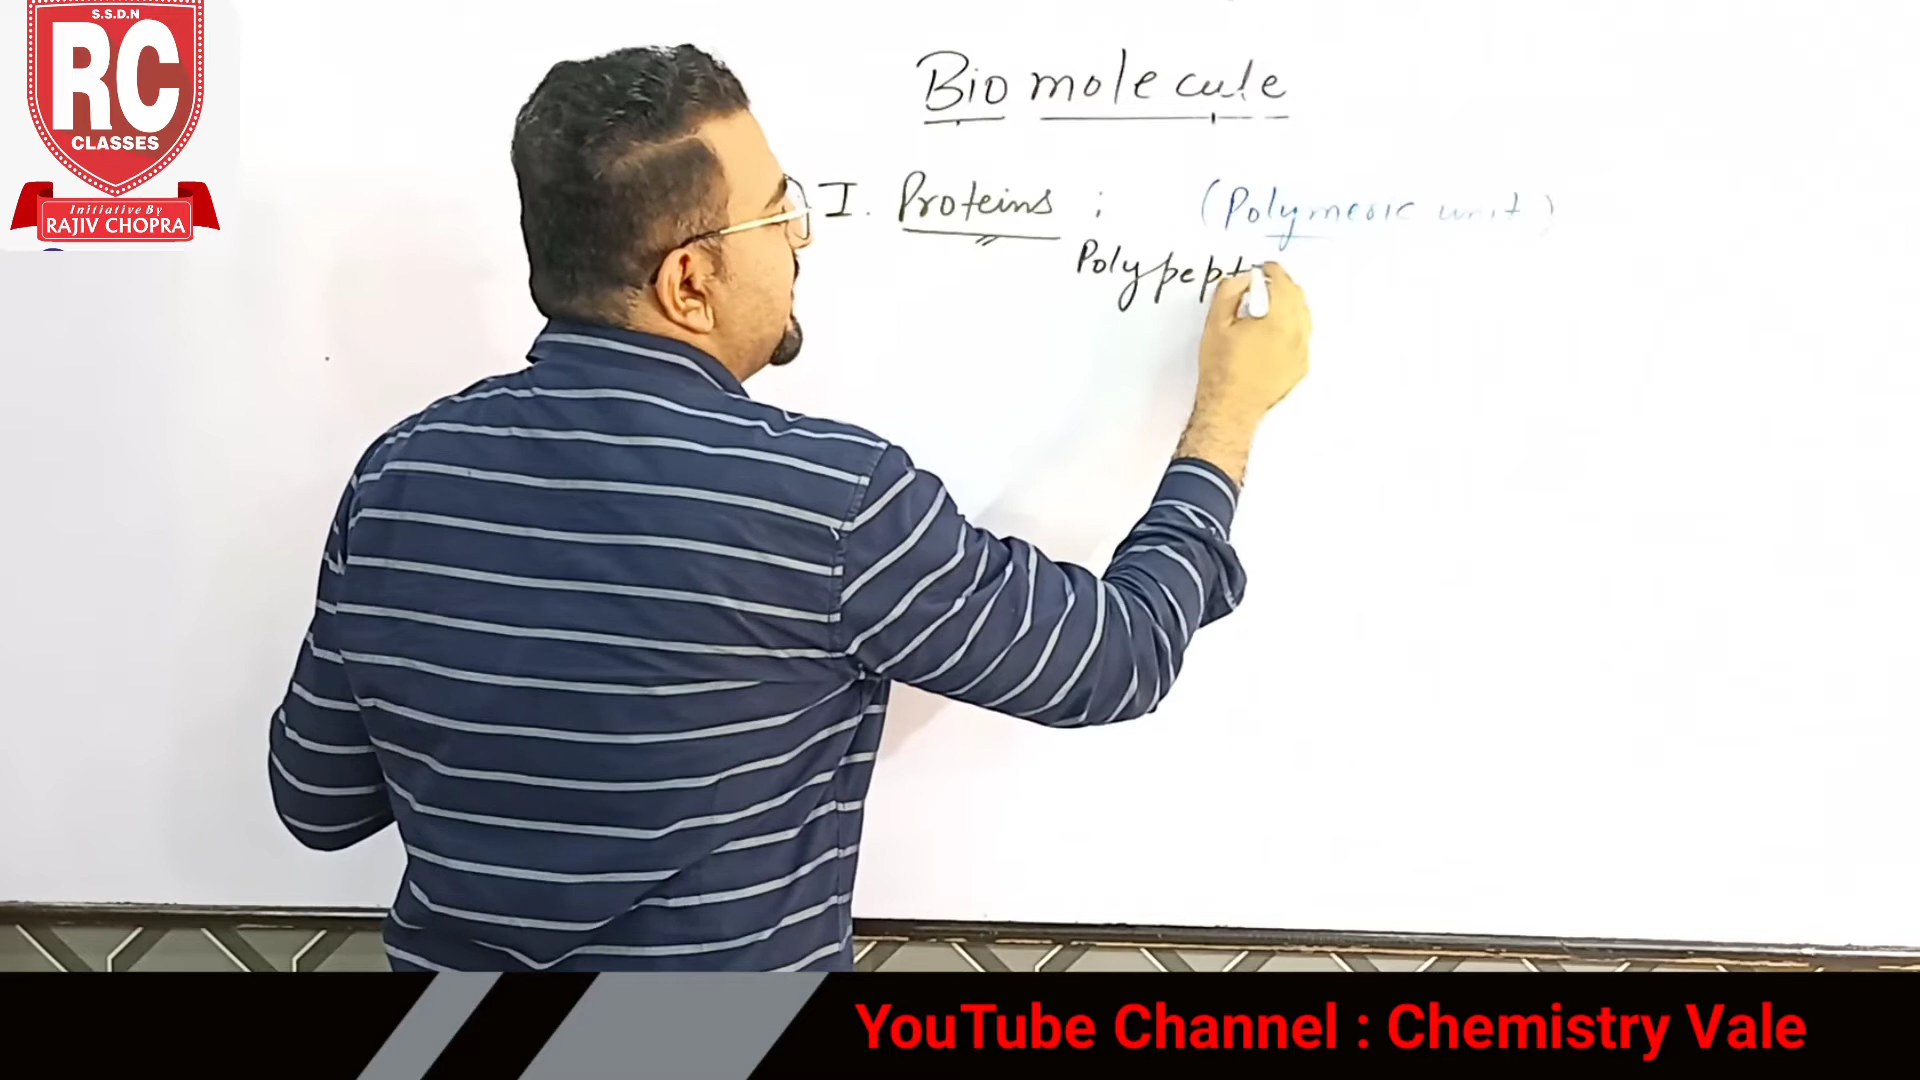 S.S.D.N
RC
CLASSES
Initiative By
RAJIV CHOPRA
Bio molecule
I. Proteins : (Polymeric unit)
Polypept
YouTube Channel : Chemistry Vale